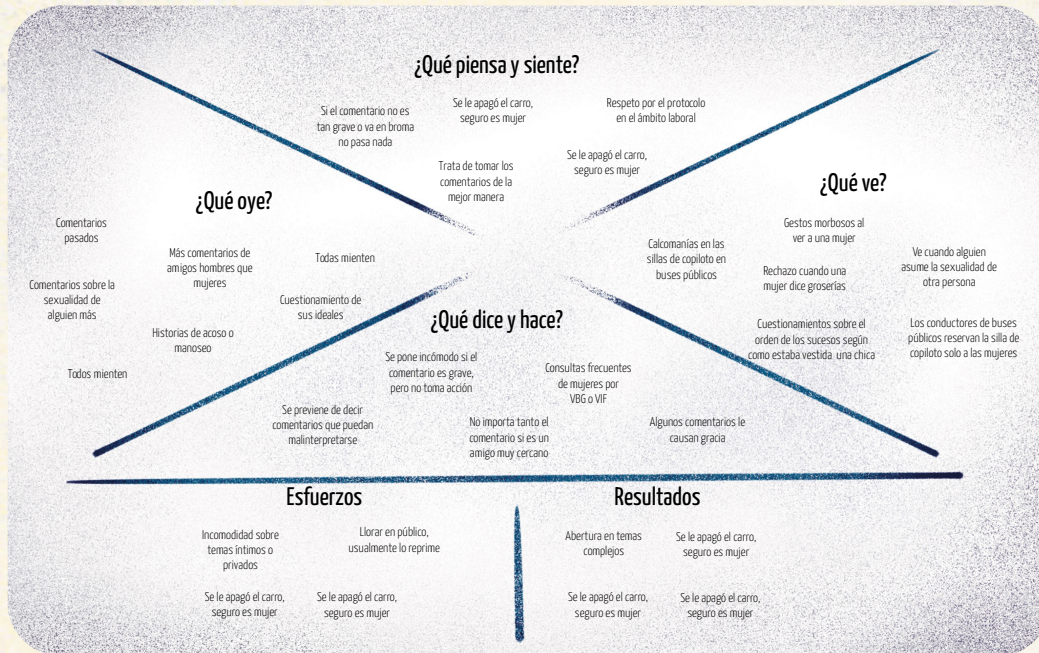 ¿Qué piensa y siente?
Si el comentario no es
tan grave o va en broma
no pasa nada
Se le apagó el carro,
seguro es mujer
Respeto por el protocolo
en el ámbito laboral
Trata de tomar los
comentarios de la
mejor manera
Se le apagó el carro,
seguro es mujer
¿Qué oye?
Comentarios
pasados
Más comentarios de
amigos hombres que
mujeres
Todas mienten
Comentarios sobre la
sexualidad de
alguien más
Cuestionamiento de
sus ideales
Historias de acoso o
manoseo
Todos mienten
¿Qué ve?
Gestos morbosos al
ver a una mujer
Calcomanías en las
sillas de copiloto en
buses públicos
Rechazo cuando una
mujer dice groserías
Ve cuando alguien
asume la sexualidad de
otra persona
Cuestionamientos sobre el
orden de los sucesos según
como estaba vestida una chica
Los conductores de buses
públicos reservan la silla de
copiloto solo a las mujeres
¿Qué dice y hace?
Se pone incómodo si el
comentario es grave,
pero no toma acción
Consultas frecuentes
de mujeres por
VBG o VIF
Se previene de decir
comentarios que puedan
malinterpretarse
No importa tanto el
comentario si es un
amigo muy cercano
Algunos comentarios le
causan gracia
Esfuerzos
Incomodidad sobre
temas íntimos o
privados
Llorar en público,
usualmente lo reprime
Se le apagó el carro,
seguro es mujer
Se le apagó el carro,
seguro es mujer
Resultados
Abertura en temas
complejos
Se le apagó el carro,
seguro es mujer
Se le apagó el carro,
seguro es mujer
Se le apagó el carro,
seguro es mujer